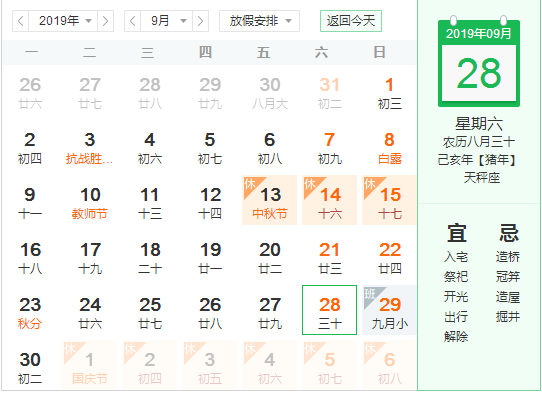 2019年 9月 放假安排 返回今天
一 二 三 四 五 六 日
26 27 28 29 30 31 1
廿六 廿七 廿八 廿九 八月大 初二 初三
2 3 4 5 6 7 8
初四 抗战胜... 初六 初七 初八 初九 白露
休 休 休
9 10 11 12 13 14 15
十一 教师节 十三 十四 中秋节 十六 十七
16 17 18 19 20 21 22
十八 十九 二十 廿一 廿二 廿三 廿四
班
23 24 25 26 27 28 29
秋分 廿六 廿七 廿八 廿九 三十 九月小
休 休 休 休 休 休
30 1 2 3 4 5 6
初二 国庆节 初四 初五 初六 初七 初八
2019年09月
28
星期六
农历八月三十
己亥年【猪年】
天秤座
宜 忌
入宅 造桥
祭祀 冠笄
开光 造屋
出行 掘井
解除